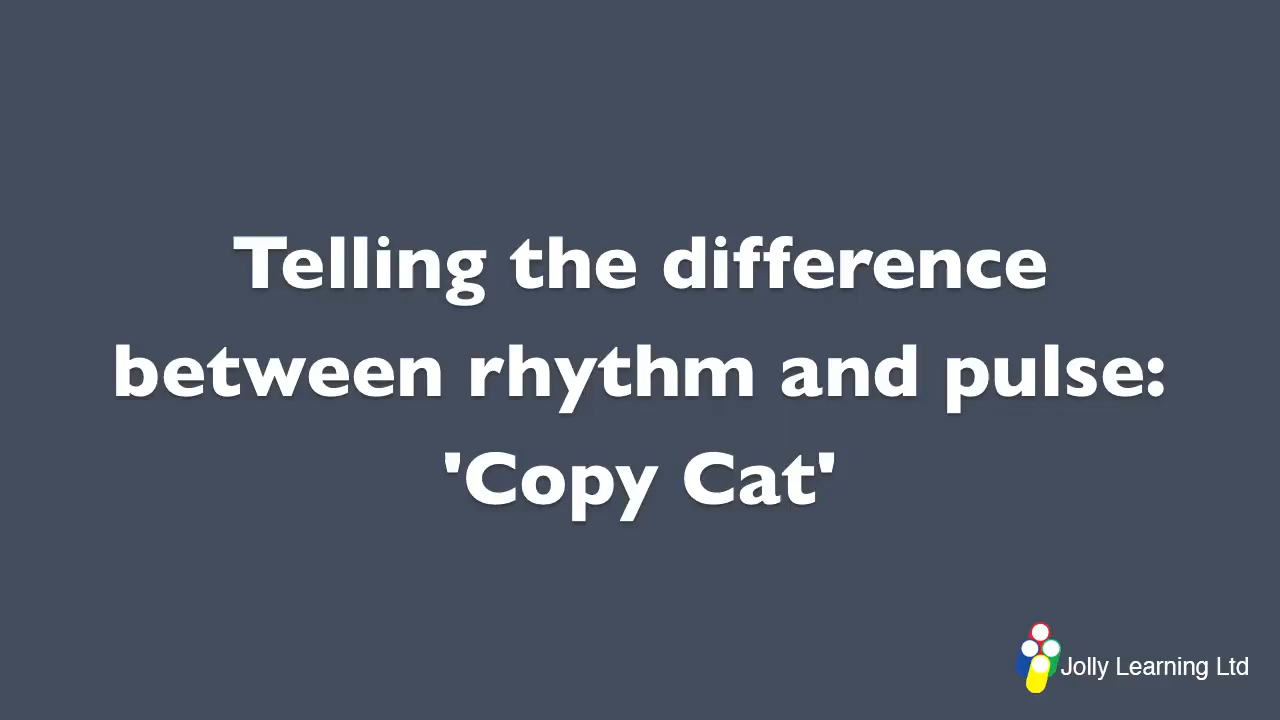 Telling the difference
between rhythm and pulse:
'Copy Cat'
Jolly Learning Ltd